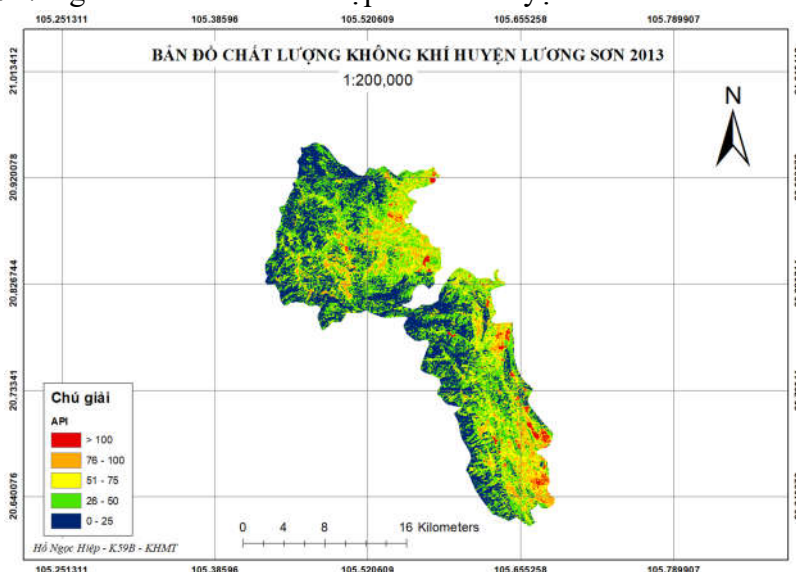 105.251311 105.38596 105.520609 105.655258 105.789907
BẢN ĐỒ CHẤT LƯỢNG KHÔNG KHÍ HUYỆN LƯƠNG SƠN 2013
1:200,000
N
21.013412
20.920078
20.826744
20.73341
20.640076
Chú giải
API
> 100
76 - 100
51 - 75
26 - 50
0 - 25
0 4 8 16 Kilometers
Hồ Ngọc Hiệp - K59B - KHMT
105.251311 105.38596 105.520609 105.655258 105.789907